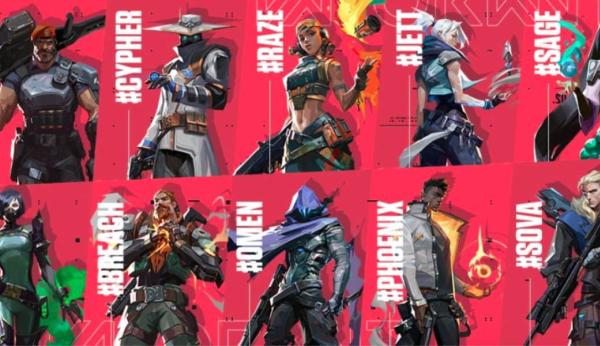 #CYPHER
#RAZE
#JETT
#SAGE
#BREACH
#OMEN
#PHOENIX
#SOVA